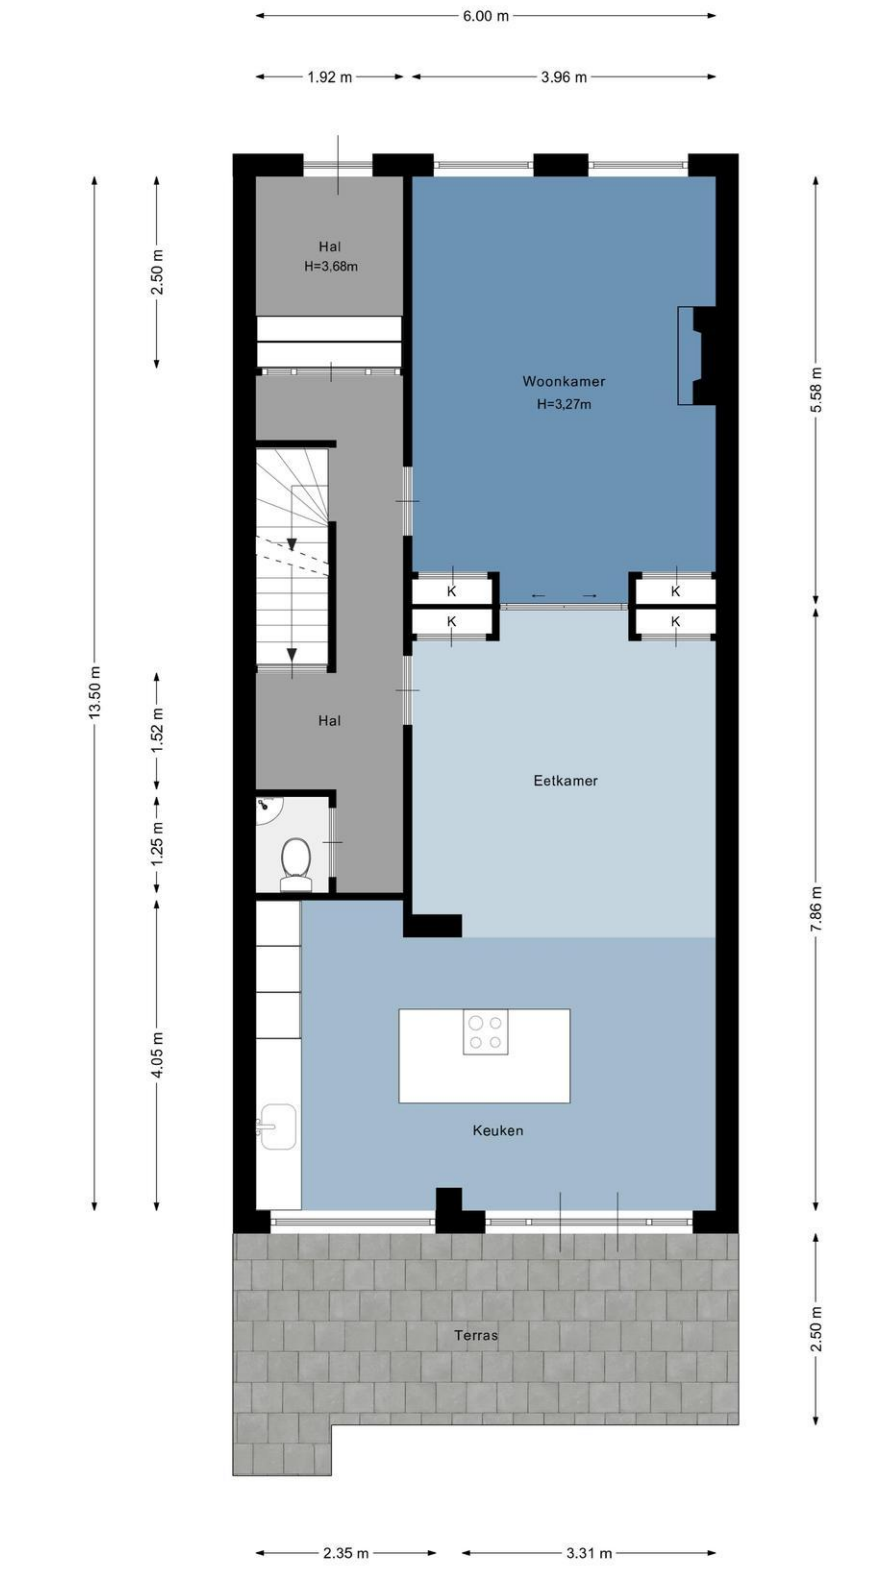 6.00 m
1.92 m
3.96 m
Hal
H=3,68m
2.50 m
Woonkamer
H=3,27m
5.58 m
K
K
K
K
13.50 m
Hal
1.52 m
Eetkamer
1.25 m
7.86 m
4.05 m
Keuken
Terras
2.50 m
2.35 m
3.31 m